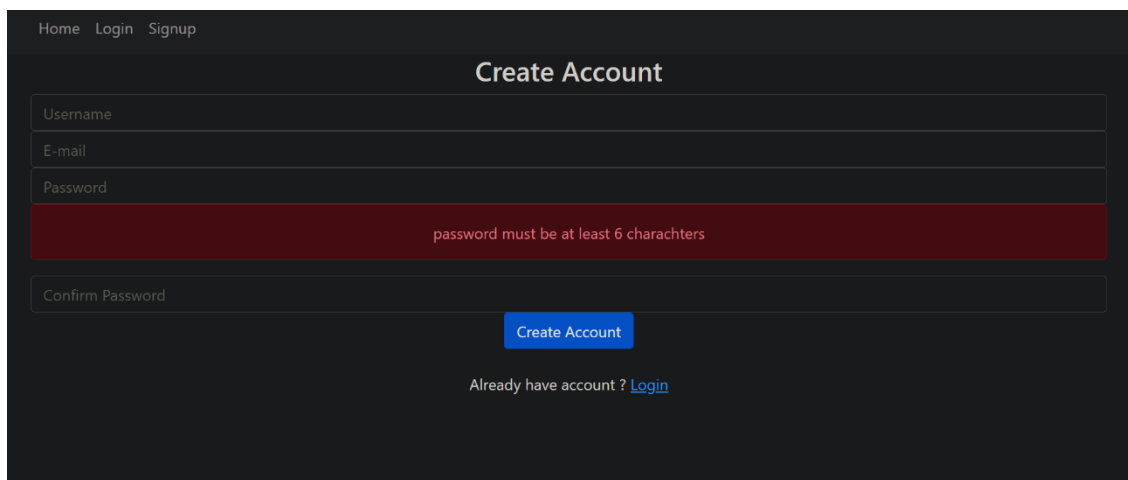 Home Login Signup
Create Account
Username
E-mail
Password
password must be at least 6 charachters
Confirm Password
Create Account
Already have account ? Login